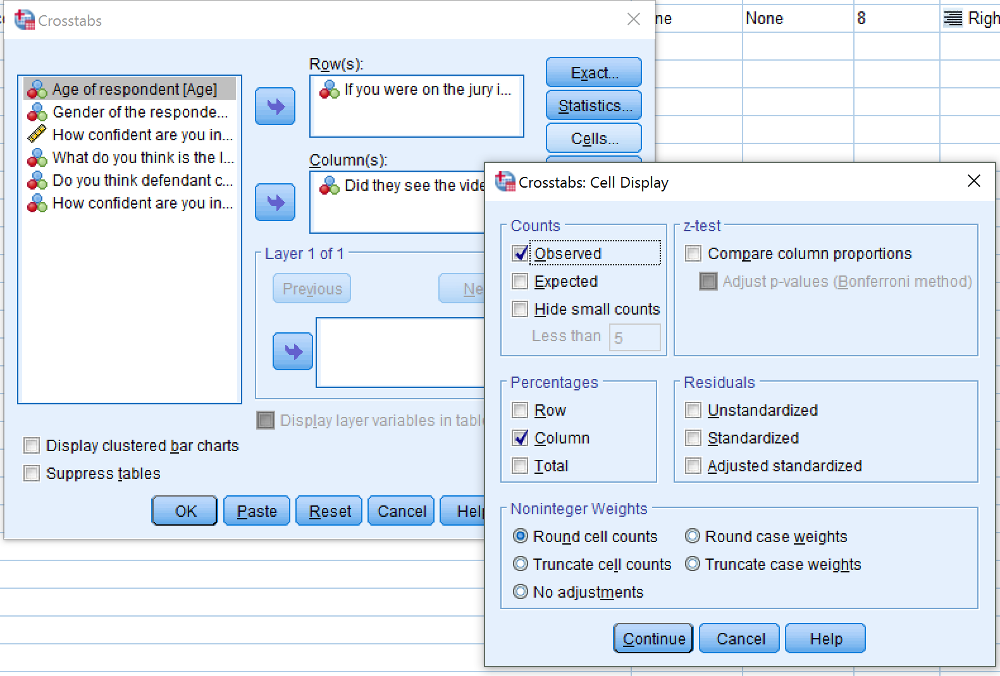 Crosstabs
None
8
Row(s):
Age of respondent [Age]
Gender of the responde...
How confident are you in...
What do you think is the l...
Do you think defendant c...
How confident are you in...
If you were on the jury i...
Exact...
Statistics...
Cells...
Column(s):
Did they see the vide
Layer 1 of 1
Previous
Display layer variables in
Display clustered bar charts
Suppress tables
OK
Paste
Reset
Cancel
Crosstabs: Cell Display
Counts
Observed
Expected
Hide small counts
Less than 5
z-test
Compare column proportions
Adjust p-values (Bonferroni method)
Percentages
Row
Column
Total
Residuals
Unstandardized
Standardized
Adjusted standardized
Noninteger Weights
Round cell counts
Round case weights
Truncate cell counts
Truncate case weights
No adjustments
Continue
Cancel
Help